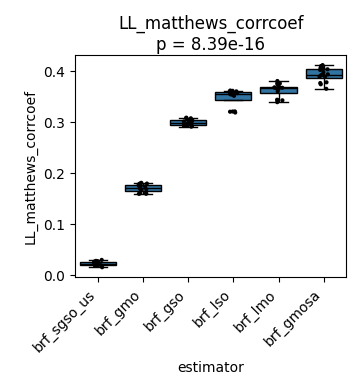 LL_matthews_corrcoef
p = 8.39e-16
LL_matthews_corrcoef
0.4
0.3
0.2
0.1
0.0
brf_sgso_us
brf_gmo
brf_gso
brf_lso
brf_lmo
brf_gmosa
estimator